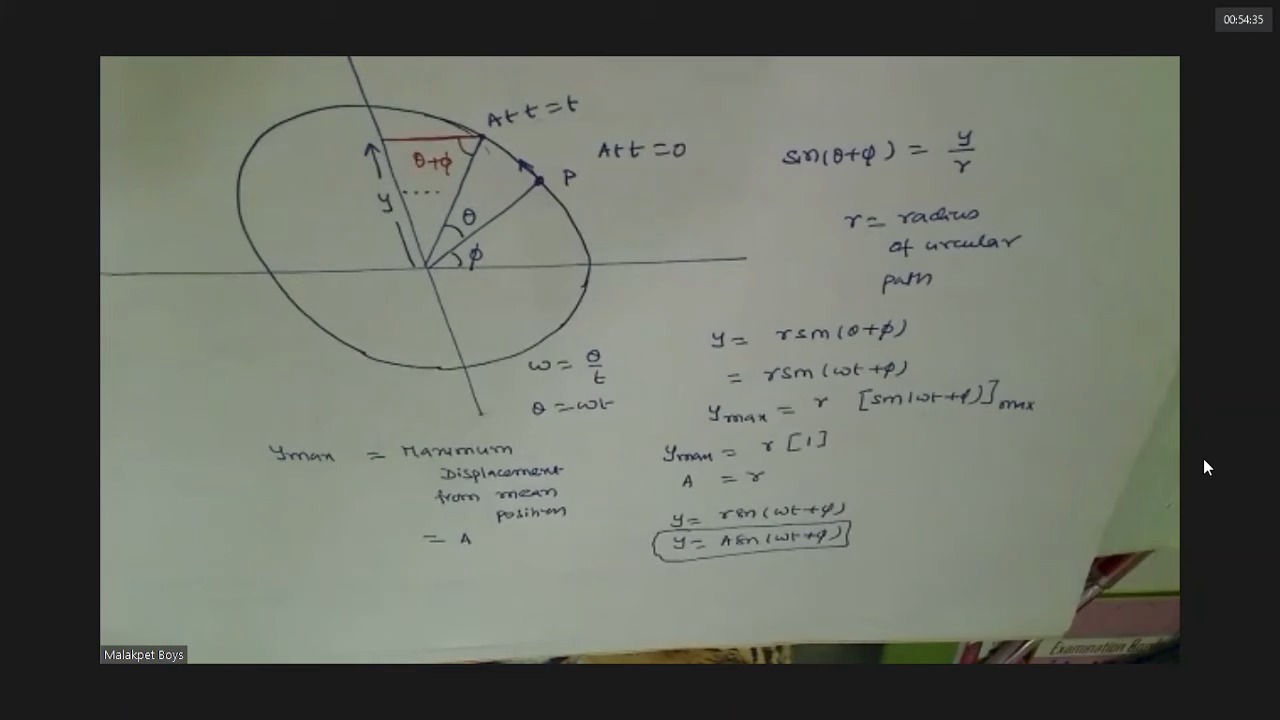 00:54:35
At t = t
At t = 0
θ+φ
P
y
θ
φ
sin(θ+φ) = y/r
r = radius
of circular
path
ω = θ/t
θ = ωt
y = r sin(θ+φ)
= r sin(ωt+φ)
ymax = r [sin(ωt+φ)]max
ymax = r [1]
A = r
y = r sin(ωt+φ)
y = A sin(ωt+φ)
ymax = Maximum
Displacement
from mean
position
= A
Malakpet Boys